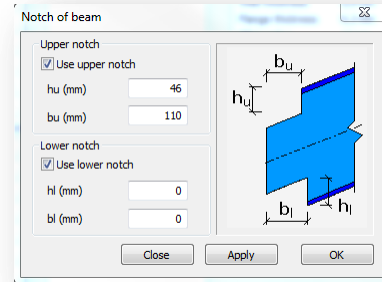 Notch of beam
Upper notch
Use upper notch
hu (mm) 46
bu (mm) 110
Lower notch
Use lower notch
hl (mm) 0
bl (mm) 0
bu
hu
bl
hl
Close Apply OK